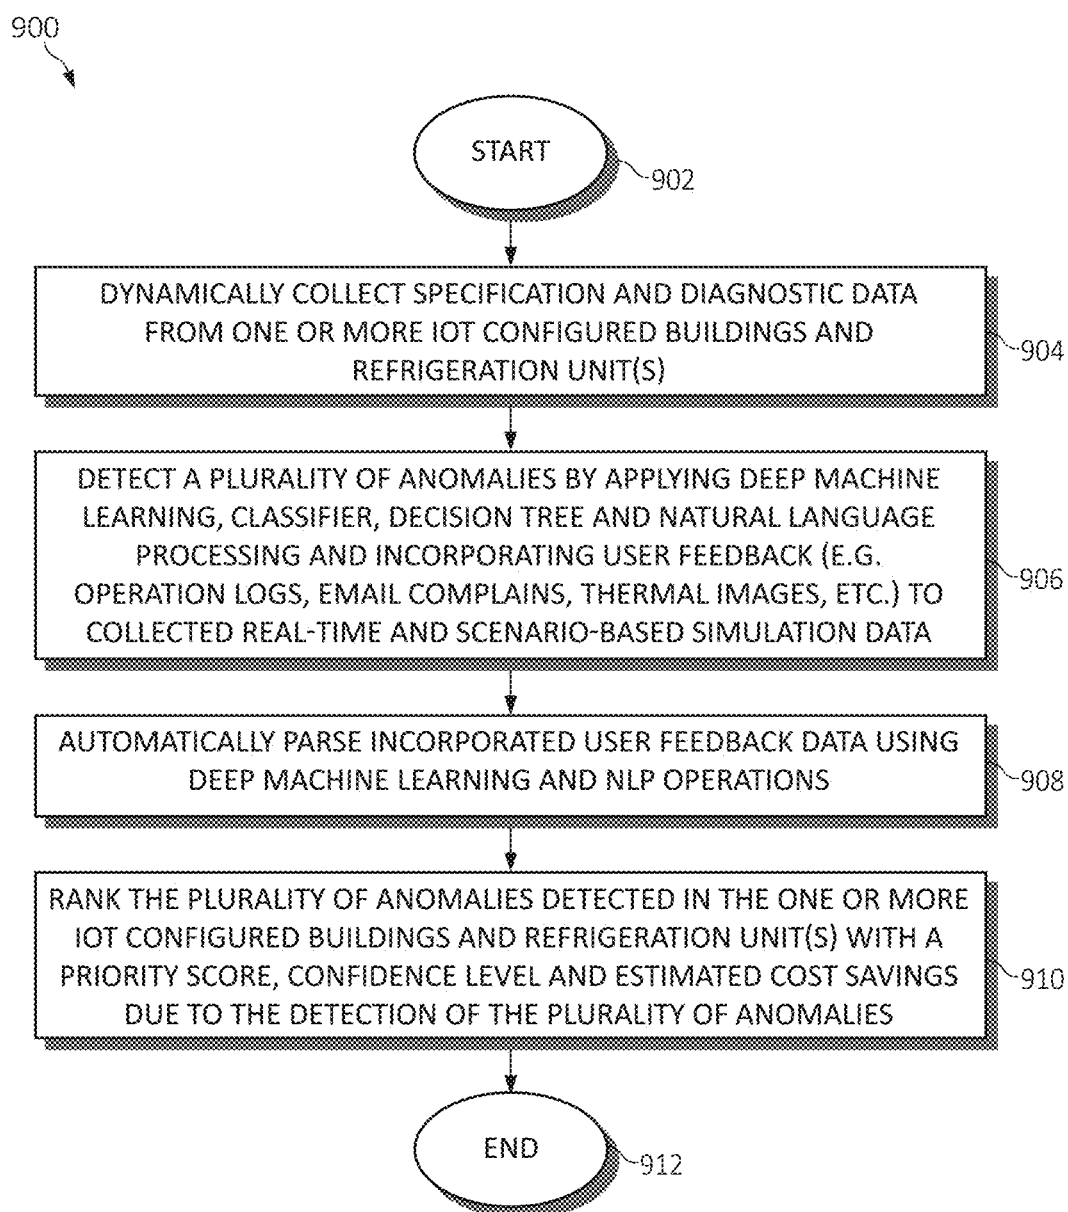 900
START
902
DYNAMICALLY COLLECT SPECIFICATION AND DIAGNOSTIC DATA
FROM ONE OR MORE IOT CONFIGURED BUILDINGS AND
REFRIGERATION UNIT(S)
904
DETECT A PLURALITY OF ANOMALIES BY APPLYING DEEP MACHINE
LEARNING, CLASSIFIER, DECISION TREE AND NATURAL LANGUAGE
PROCESSING AND INCORPORATING USER FEEDBACK (E.G.
OPERATION LOGS, EMAIL COMPLAINS, THERMAL IMAGES, ETC.) TO
COLLECTED REAL-TIME AND SCENARIO-BASED SIMULATION DATA
906
AUTOMATICALLY PARSE INCORPORATED USER FEEDBACK DATA USING
DEEP MACHINE LEARNING AND NLP OPERATIONS
908
RANK THE PLURALITY OF ANOMALIES DETECTED IN THE ONE OR MORE
IOT CONFIGURED BUILDINGS AND REFRIGERATION UNIT(S) WITH A
PRIORITY SCORE, CONFIDENCE LEVEL AND ESTIMATED COST SAVINGS
DUE TO THE DETECTION OF THE PLURALITY OF ANOMALIES
910
END
912